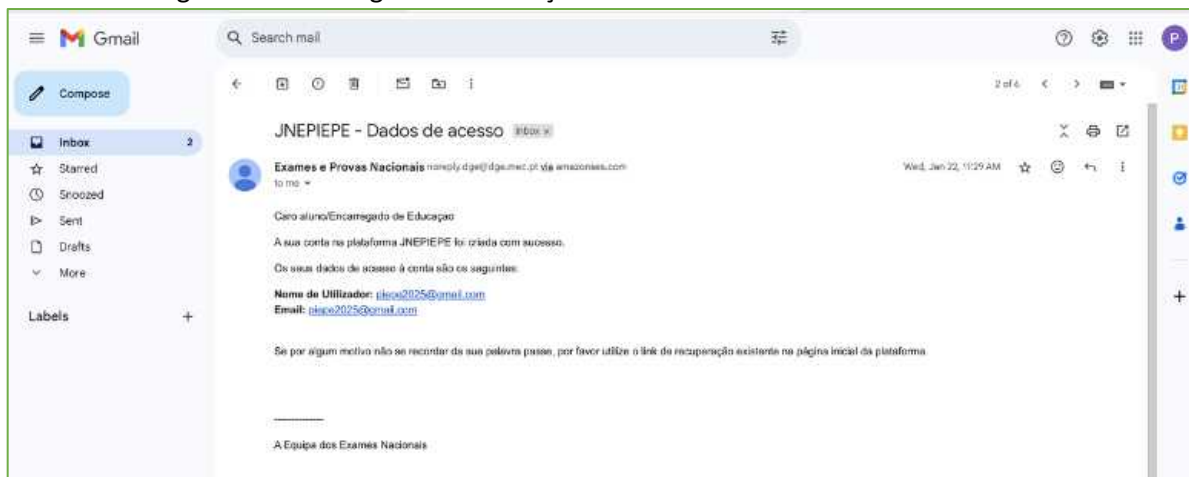 Gmail
Search mail
Compose
2 of 6
Inbox 2
Starred
Snoozed
Sent
Drafts
More
Labels
JNEPIEPE - Dados de acesso Inbox x
Exames e Provas Nacionais noreply.dge@dge.mec.pt via amazonses.com
Wed, Jan 22, 11:29 AM
to me
Caro aluno/Encarregado de Educação
A sua conta na plataforma JNEPIEPE foi criada com sucesso.
Os seus dados de acesso à conta são os seguintes:
Nome de Utilizador: piepe2025@gmail.com
Email: piepe2025@gmail.com
Se por algum motivo não se recordar da sua palavra passe, por favor utilize o link de recuperação existente na página inicial da plataforma
A Equipa dos Exames Nacionais
P